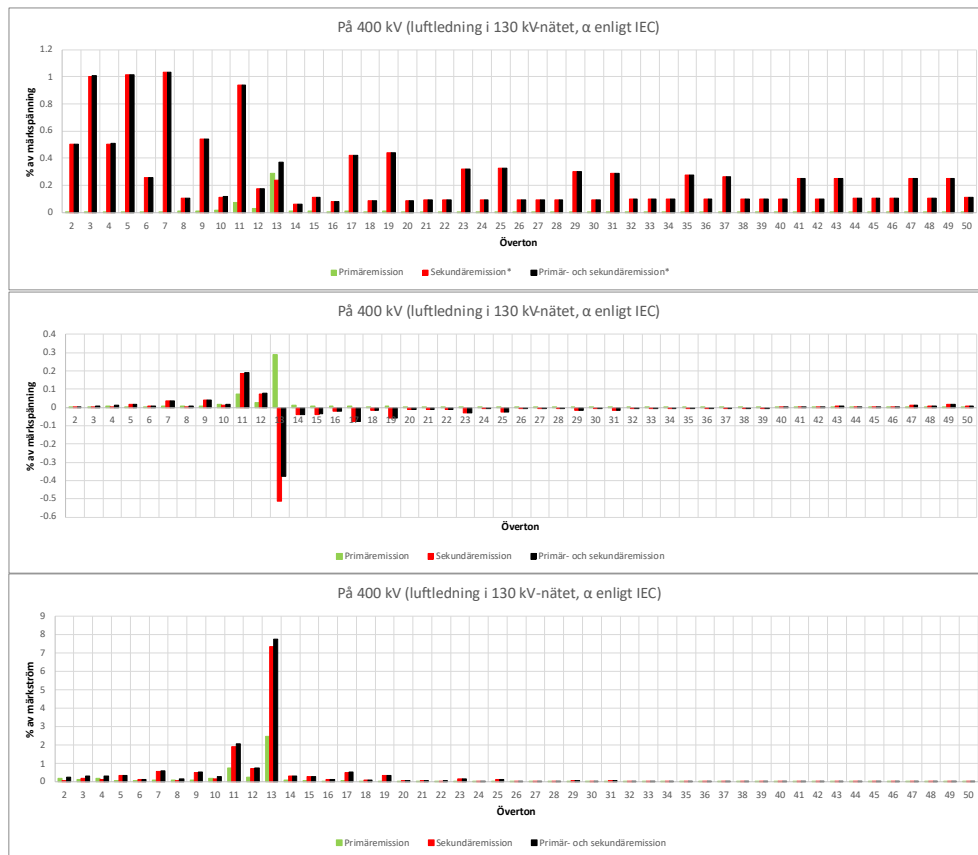 På 400 kV (luftledning i 130 kV-nätet, α enligt IEC)
% av märkspänning
1.2
1
0.8
0.6
0.4
0.2
0
2 3 4 5 6 7 8 9 10 11 12 13 14 15 16 17 18 19 20 21 22 23 24 25 26 27 28 29 30 31 32 33 34 35 36 37 38 39 40 41 42 43 44 45 46 47 48 49 50
Överton
Primäremission Sekundäremission* Primär- och sekundäremission*
På 400 kV (luftledning i 130 kV-nätet, α enligt IEC)
% av märkspänning
0.4
0.3
0.2
0.1
0
-0.1
-0.2
-0.3
-0.4
-0.5
-0.6
2 3 4 5 6 7 8 9 10 11 12 13 14 15 16 17 18 19 20 21 22 23 24 25 26 27 28 29 30 31 32 33 34 35 36 37 38 39 40 41 42 43 44 45 46 47 48 49 50
Överton
Primäremission Sekundäremission Primär- och sekundäremission
På 400 kV (luftledning i 130 kV-nätet, α enligt IEC)
% av märkström
9
8
7
6
5
4
3
2
1
0
2 3 4 5 6 7 8 9 10 11 12 13 14 15 16 17 18 19 20 21 22 23 24 25 26 27 28 29 30 31 32 33 34 35 36 37 38 39 40 41 42 43 44 45 46 47 48 49 50
Överton
Primäremission Sekundäremission Primär- och sekundäremission